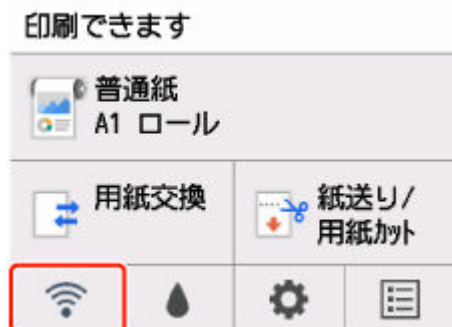 印刷できます
普通紙
A1 ロール
用紙交換
紙送り/
用紙ｶｯﾄ